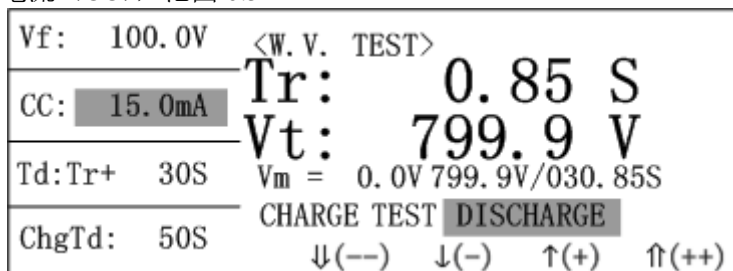 Vf: 100.0V
CC: 15.0mA
Td:Tr+ 30S
ChgTd: 50S
<W.V. TEST>
Tr: 0.85 S
Vt: 799.9 V
Vm = 0.0V 799.9V/030.85S
CHARGE TEST DISCHARGE
⇓(--) ↓(-) ↑(+) ⇑(++)